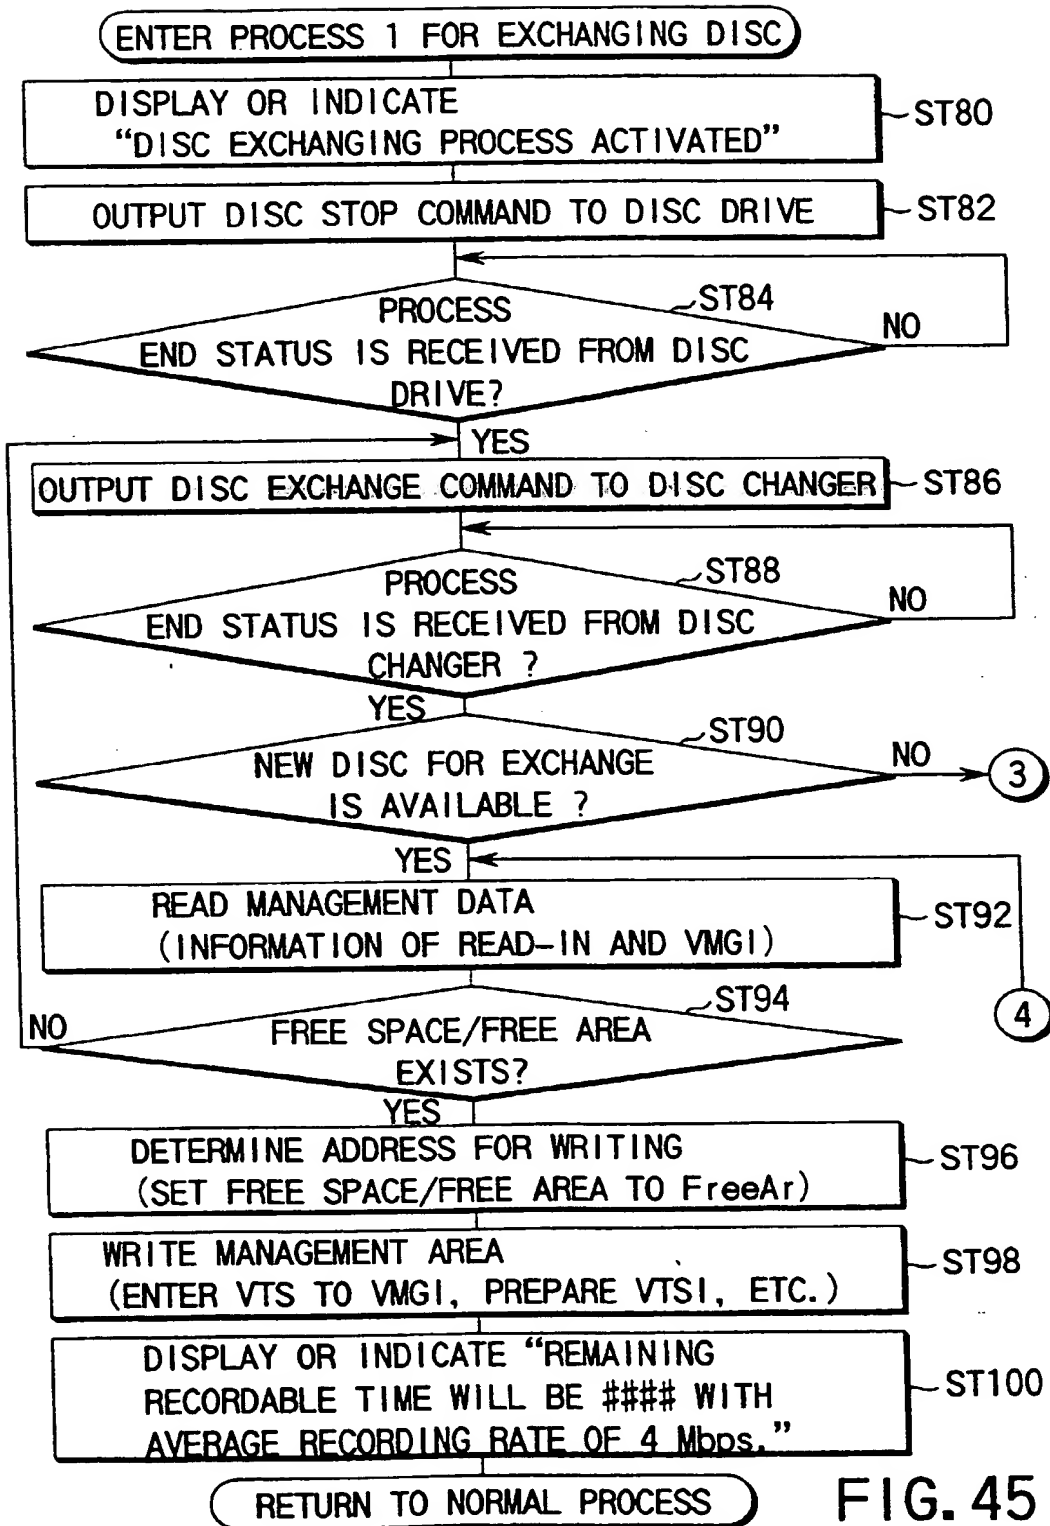 ENTER PROCESS 1 FOR EXCHANGING DISC
DISPLAY OR INDICATE
“DISC EXCHANGING PROCESS ACTIVATED”
ST80
OUTPUT DISC STOP COMMAND TO DISC DRIVE
ST82
ST84
PROCESS
NO
END STATUS IS RECEIVED FROM DISC
DRIVE?
YES
OUTPUT DISC EXCHANGE COMMAND TO DISC CHANGER
ST86
ST88
PROCESS
NO
END STATUS IS RECEIVED FROM DISC
CHANGER ?
YES
ST90
NEW DISC FOR EXCHANGE
IS AVAILABLE ?
NO
3
YES
READ MANAGEMENT DATA
(INFORMATION OF READ-IN AND VMGI)
ST92
ST94
4
NO
FREE SPACE/FREE AREA
EXISTS?
YES
DETERMINE ADDRESS FOR WRITING
(SET FREE SPACE/FREE AREA TO FreeAr)
ST96
WRITE MANAGEMENT AREA
(ENTER VTS TO VMGI, PREPARE VTSI, ETC.)
ST98
DISPLAY OR INDICATE “REMAINING
RECORDABLE TIME WILL BE #### WITH
AVERAGE RECORDING RATE OF 4 Mbps.”
ST100
RETURN TO NORMAL PROCESS
FIG. 45